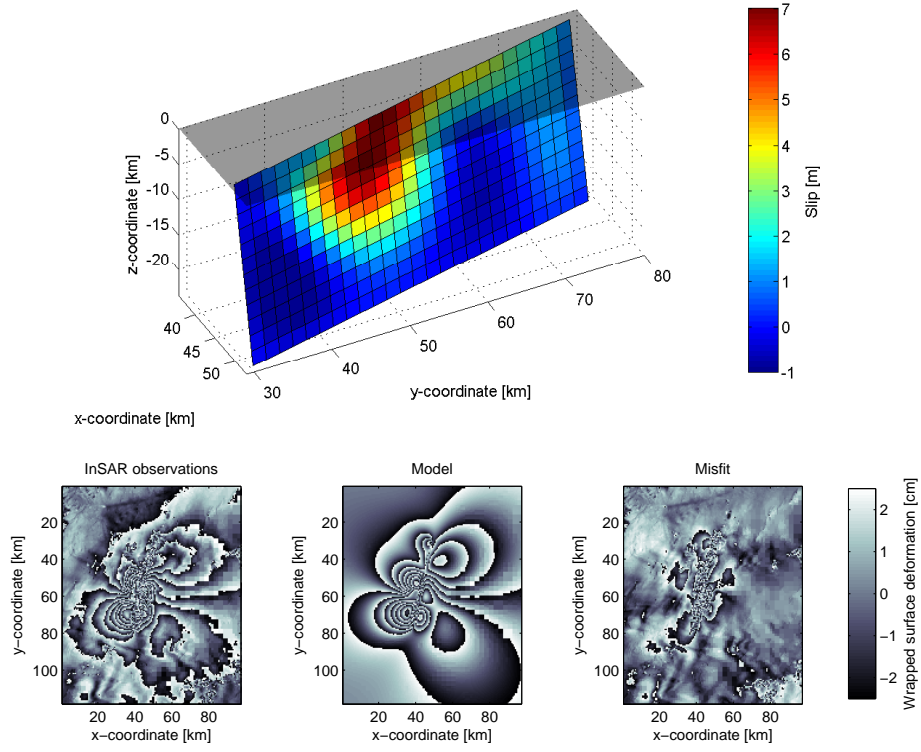 0
-5
-10
-15
-20
z-coordinate [km]
40
45
50
x-coordinate [km]
30
40
50
60
70
80
y-coordinate [km]
7
6
5
4
3
2
1
0
-1
Slip [m]
InSAR observations
20
40
60
80
100
y−coordinate [km]
20 40 60 80
x−coordinate [km]
Model
20
40
60
80
100
y−coordinate [km]
20 40 60 80
x−coordinate [km]
Misfit
20
40
60
80
100
y−coordinate [km]
20 40 60 80
x−coordinate [km]
2
1
0
−1
−2
Wrapped surface deformation [cm]